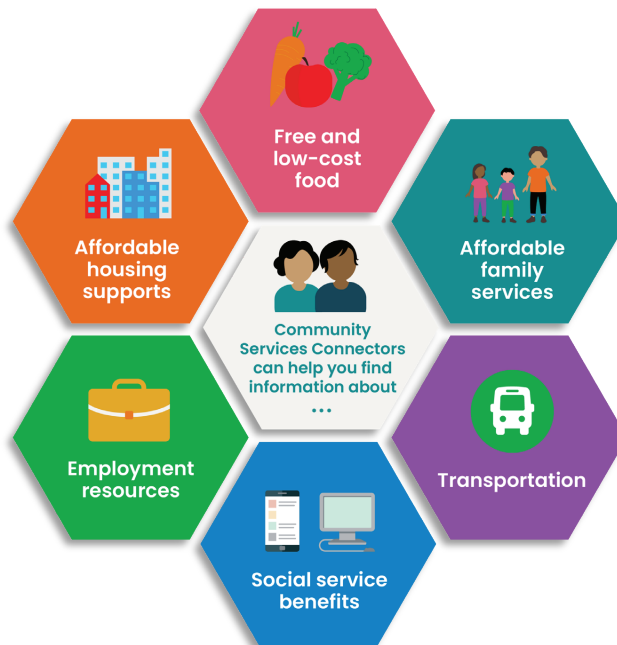 Free and
low-cost
food
Affordable
housing
supports
Affordable
family
services
Community
Services Connectors
can help you find
information about
...
Employment
resources
Transportation
Social service
benefits